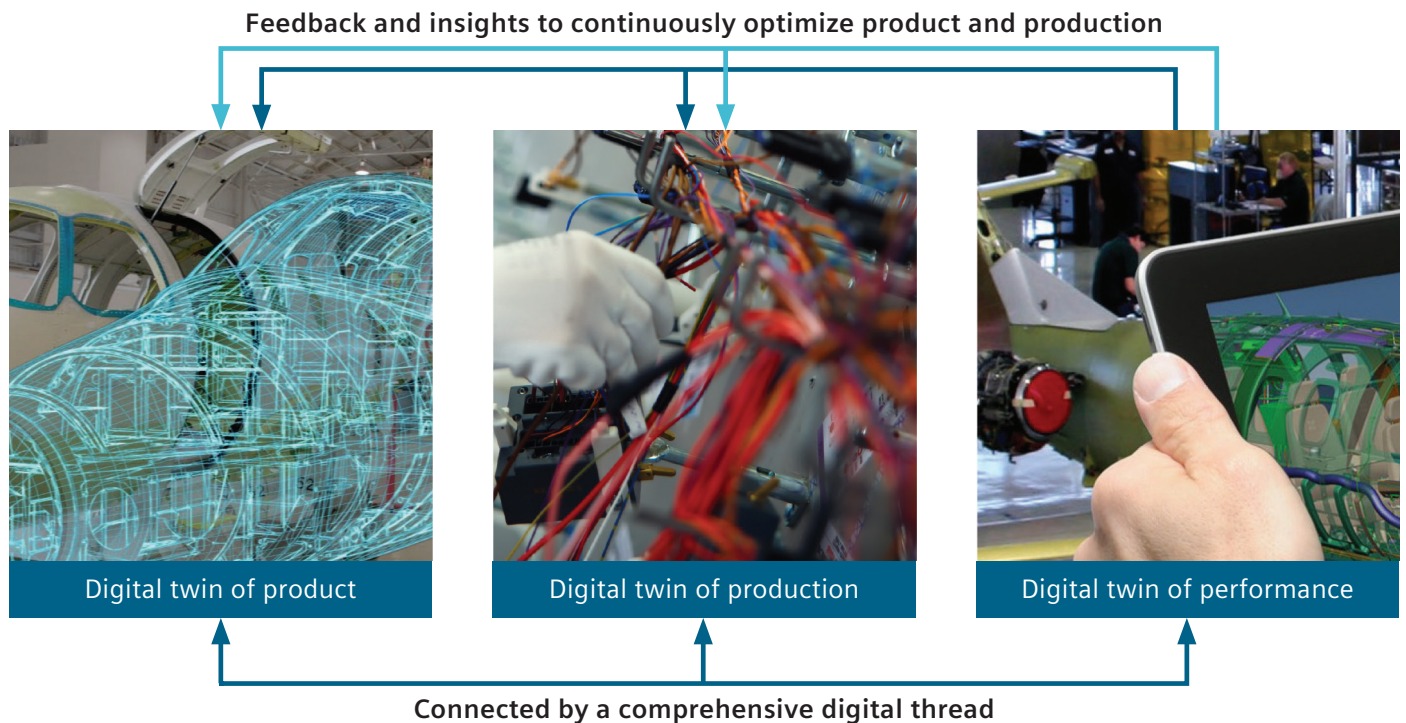 Feedback and insights to continuously optimize product and production
Digital twin of product
Digital twin of production
Digital twin of performance
Connected by a comprehensive digital thread